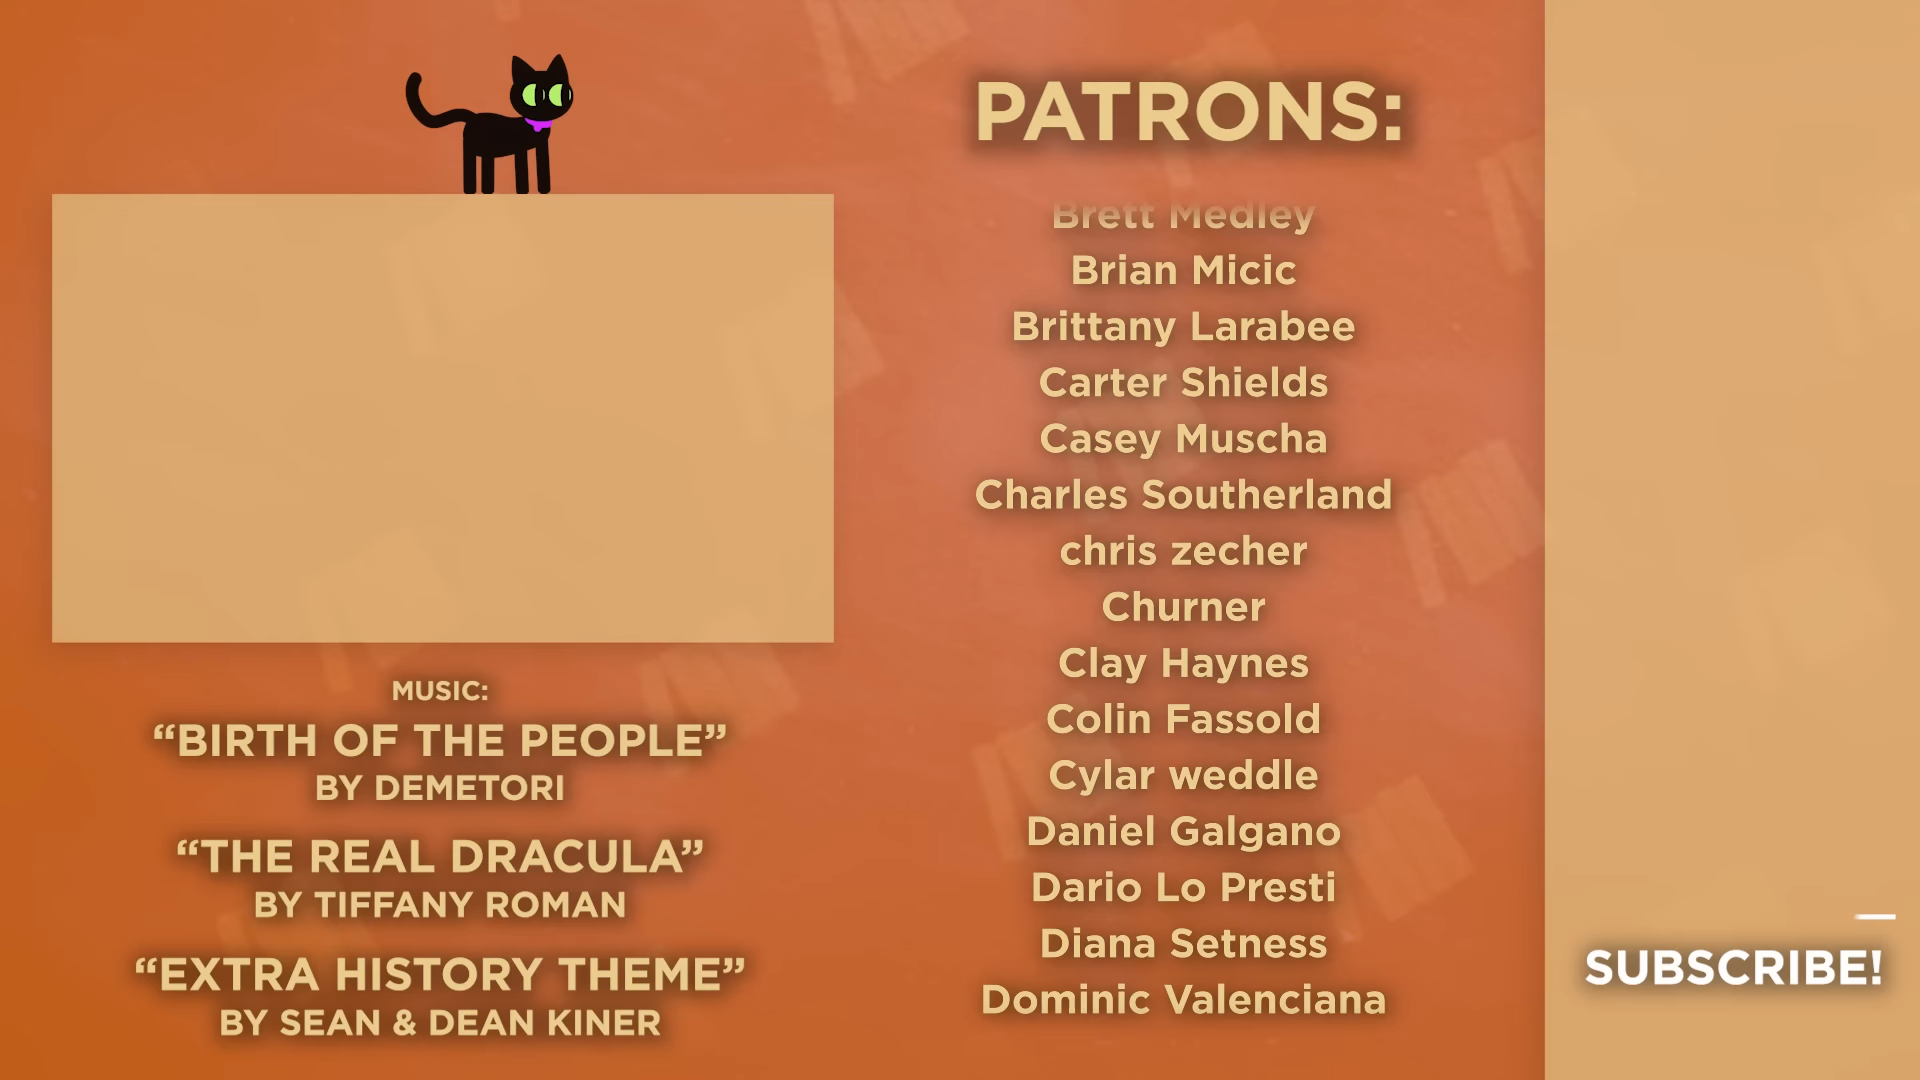 MUSIC:
“BIRTH OF THE PEOPLE”
BY DEMETORI
“THE REAL DRACULA”
BY TIFFANY ROMAN
“EXTRA HISTORY THEME”
BY SEAN & DEAN KINER
PATRONS:
Brett Medley
Brian Micic
Brittany Larabee
Carter Shields
Casey Muscha
Charles Southerland
chris zecher
Churner
Clay Haynes
Colin Fassold
Cylar weddle
Daniel Galgano
Dario Lo Presti
Diana Setness
Dominic Valenciana
SUBSCRIBE!